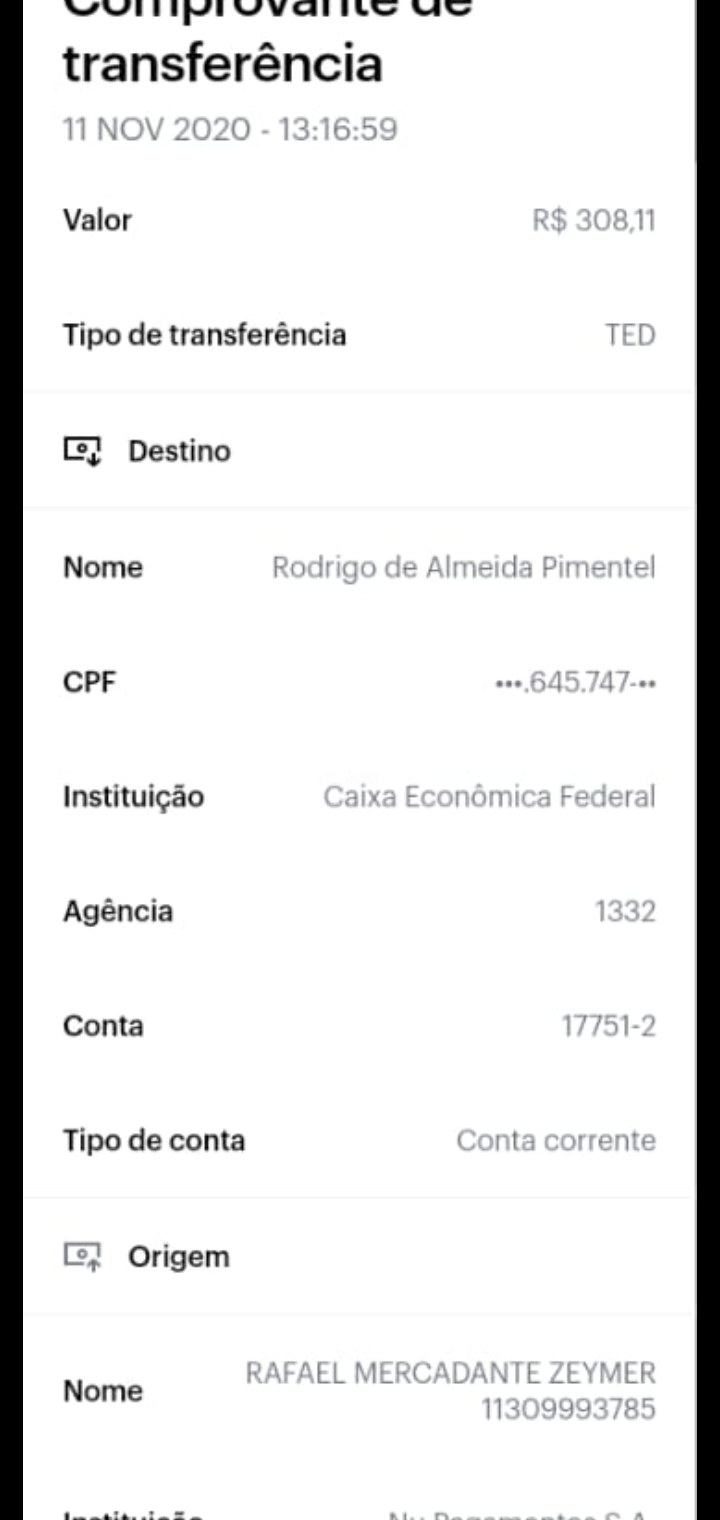 Comprovante de
transferência
11 NOV 2020 - 13:16:59
Valor R$ 308,11
Tipo de transferência TED
Destino
Nome Rodrigo de Almeida Pimentel
CPF •••.645.747-••
Instituição Caixa Econômica Federal
Agência 1332
Conta 17751-2
Tipo de conta Conta corrente
Origem
Nome RAFAEL MERCADANTE ZEYMER
11309993785
Instituição Nu Pagamentos S.A.